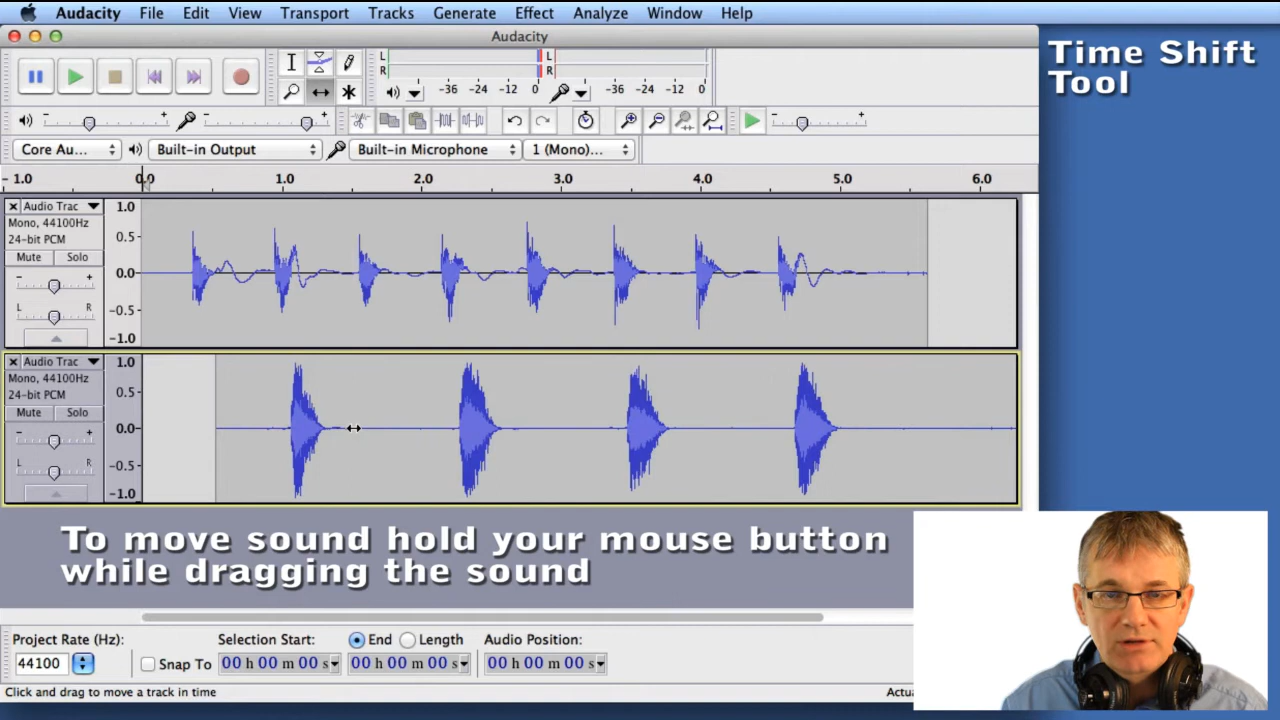 Audacity File Edit View Transport Tracks Generate Effect Analyze Window Help
Audacity
Time Shift
Tool
L
R
-36 -24 -12 0
L
R
-36 -24 -12 0
- +
- +
- +
Core Au... Built-in Output Built-in Microphone 1 (Mono)...
- 1.0 0.0 1.0 2.0 3.0 4.0 5.0 6.0
Audio Trac
Mono, 44100Hz
24-bit PCM
Mute Solo
- +
L R
1.0
0.5
0.0
-0.5
-1.0
Audio Trac
Mono, 44100Hz
24-bit PCM
Mute Solo
- +
L R
1.0
0.5
0.0
-0.5
-1.0
To move sound hold your mouse button
while dragging the sound
Project Rate (Hz): Selection Start: End Length Audio Position:
44100 Snap To 00 h 00 m 00 s 00 h 00 m 00 s 00 h 00 m 00 s
Click and drag to move a track in time Actua